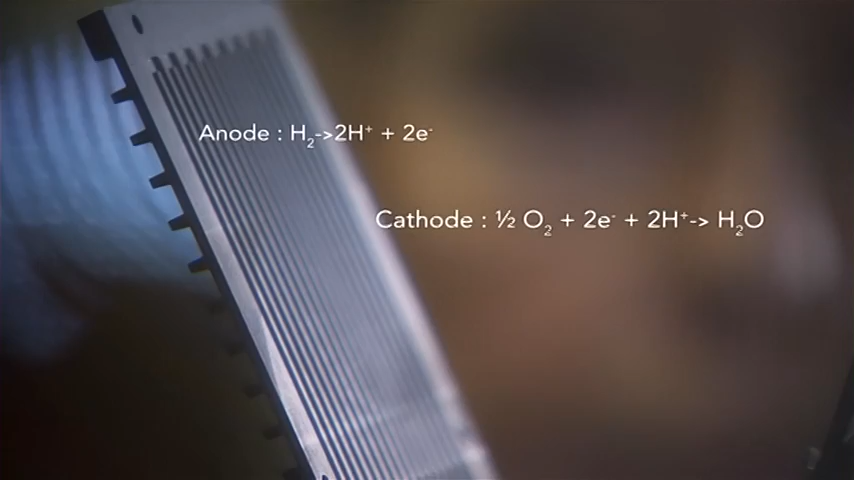 Anode : H₂->2H⁺ + 2e⁻
Cathode : ½ O₂ + 2e⁻ + 2H⁺-> H₂O